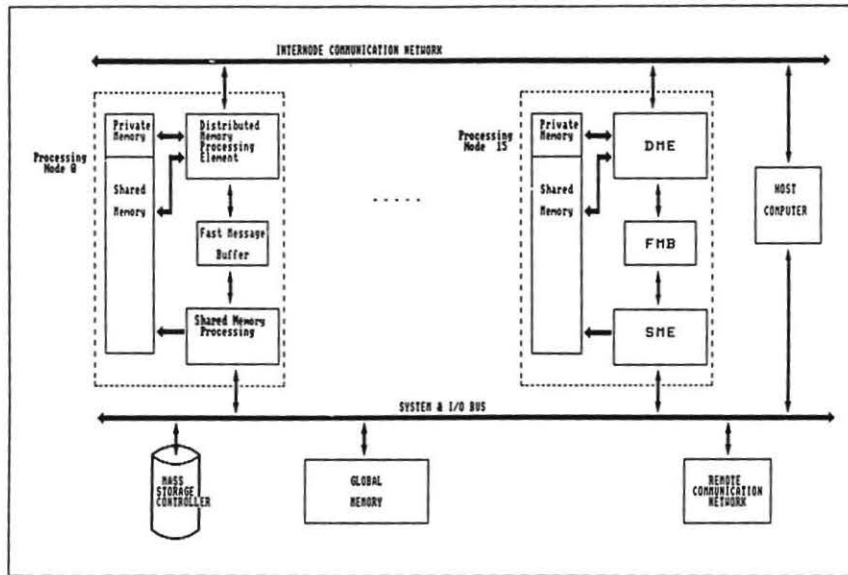 INTERNODE COMMUNICATION NETWORK
Processing
Node 0
Private
Memory
Shared
Memory
Distributed
Memory
Processing
Element
Fast Message
Buffer
Shared Memory
Processing
. . . . .
Processing
Node 15
Private
Memory
Shared
Memory
DME
FMB
SME
HOST
COMPUTER
SYSTEM & I/O BUS
MASS
STORAGE
CONTROLLER
GLOBAL
MEMORY
REMOTE
COMMUNICATION
NETWORK